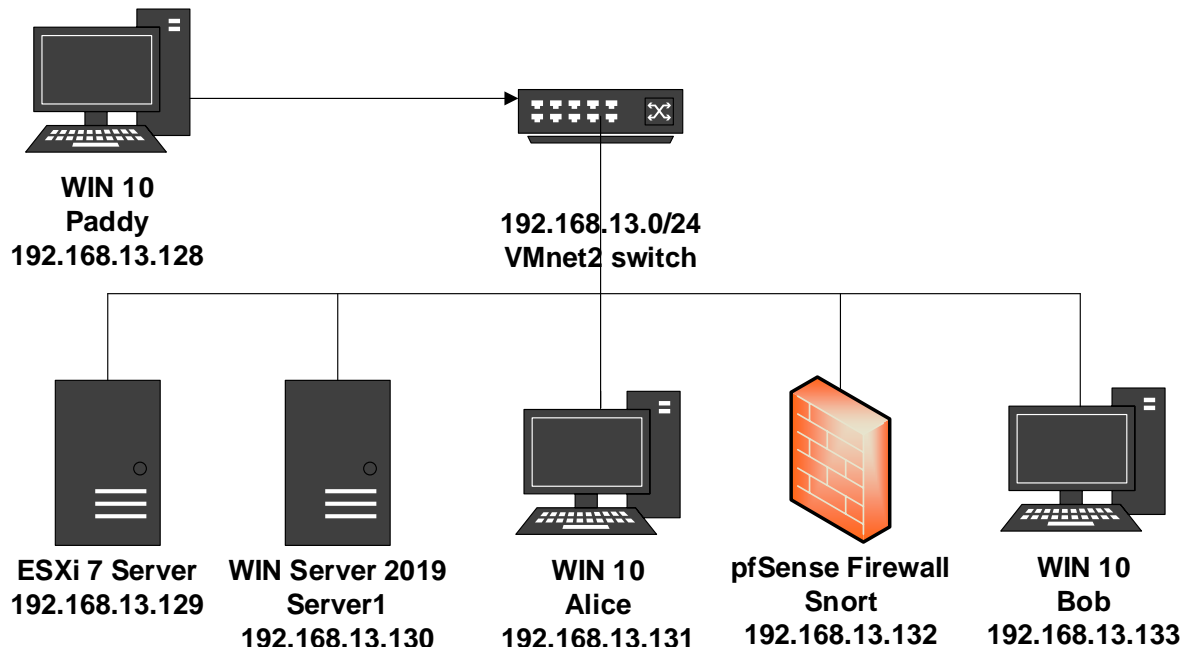 WIN 10
Paddy
192.168.13.128
192.168.13.0/24
VMnet2 switch
ESXi 7 Server
192.168.13.129
WIN Server 2019
Server1
192.168.13.130
WIN 10
Alice
192.168.13.131
pfSense Firewall
Snort
192.168.13.132
WIN 10
Bob
192.168.13.133